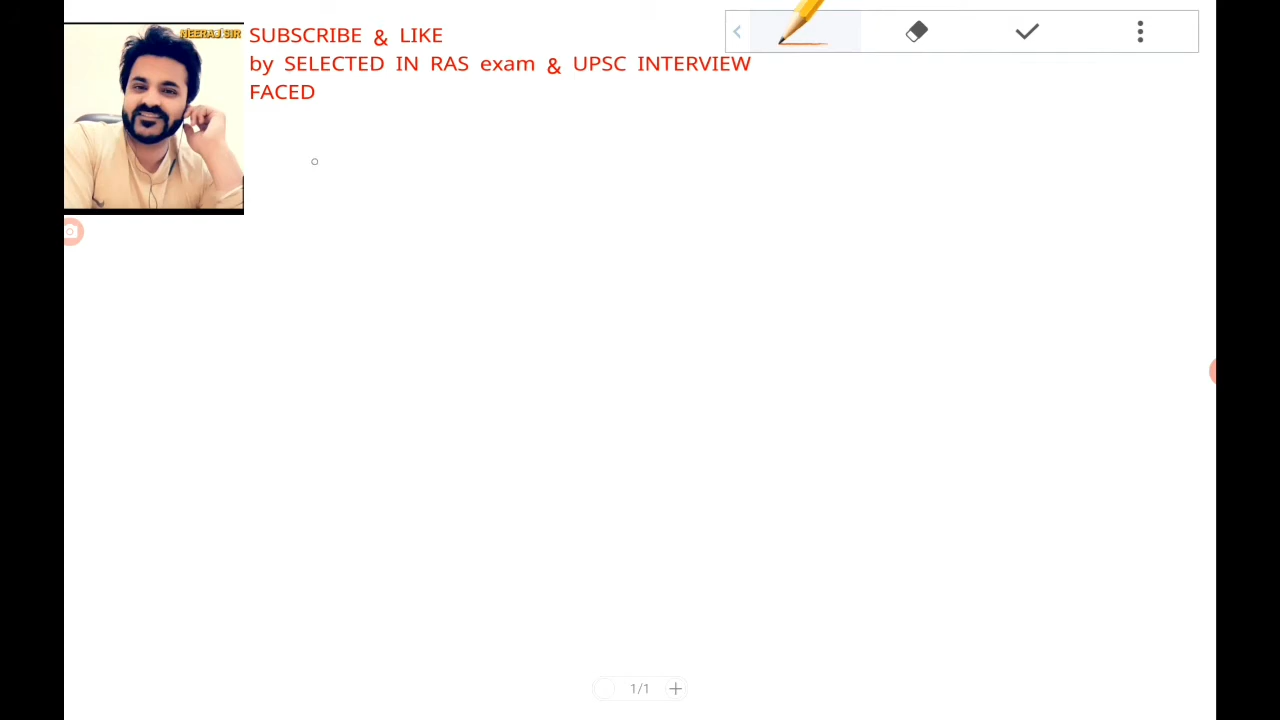 NEERAJ SIR
SUBSCRIBE & LIKE
by SELECTED IN RAS exam & UPSC INTERVIEW
FACED
1/1